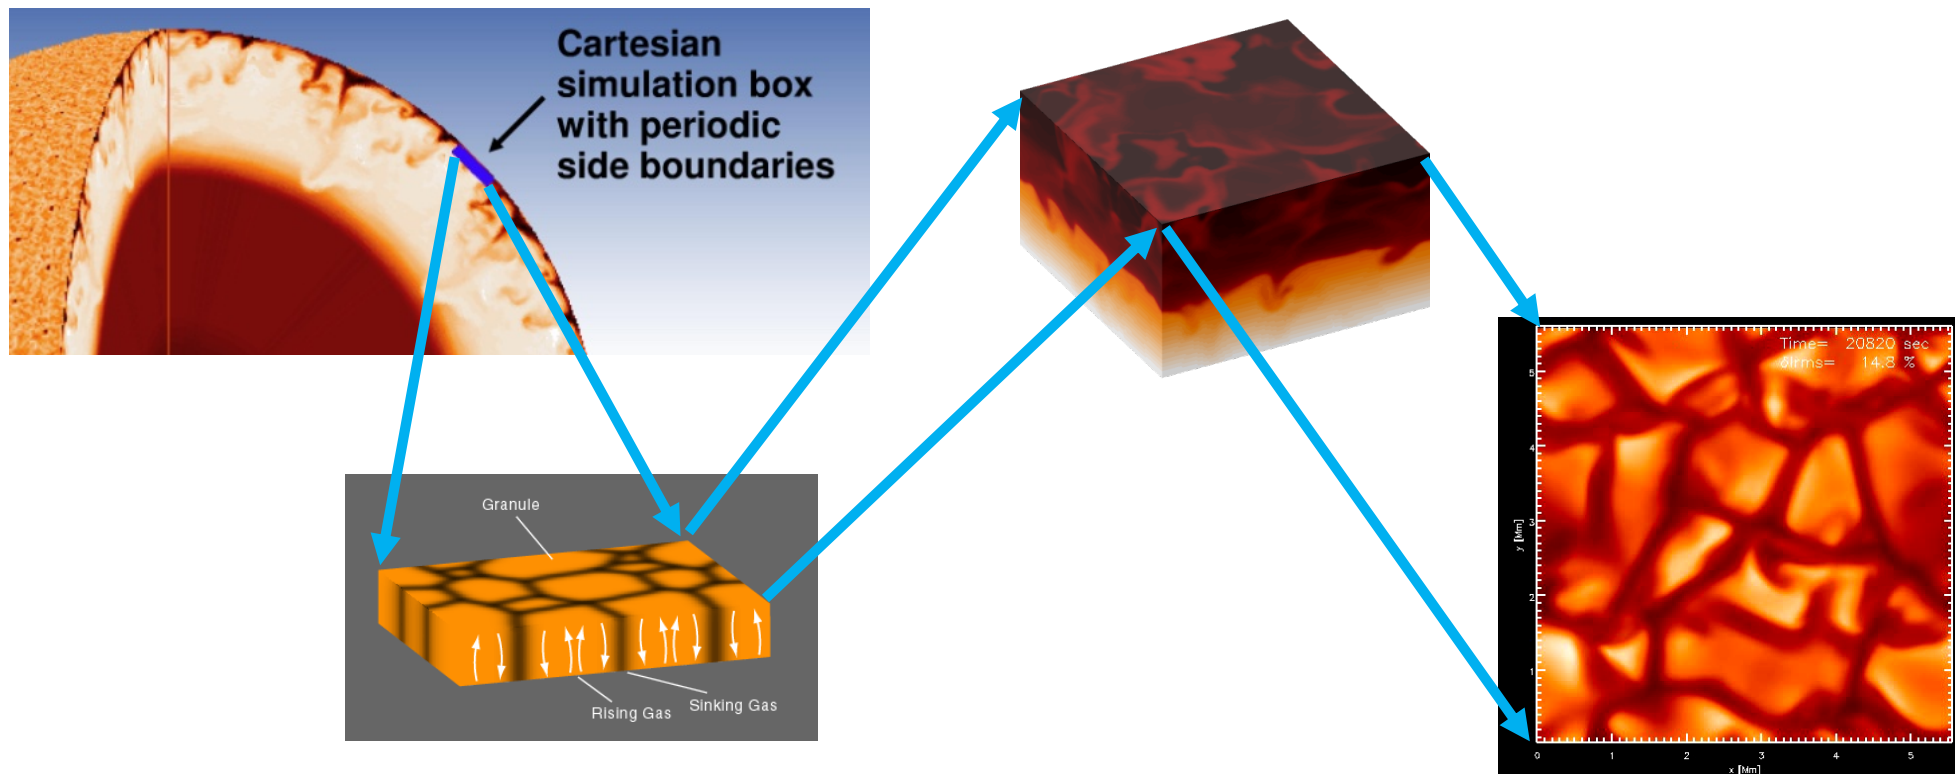 Cartesian
simulation box
with periodic
side boundaries
Granule
Rising Gas
Sinking Gas
Time= 20820 sec
δIrms= 14.8 %
5
4
3
2
1
y [Mm]
0 1 2 3 4 5
x [Mm]